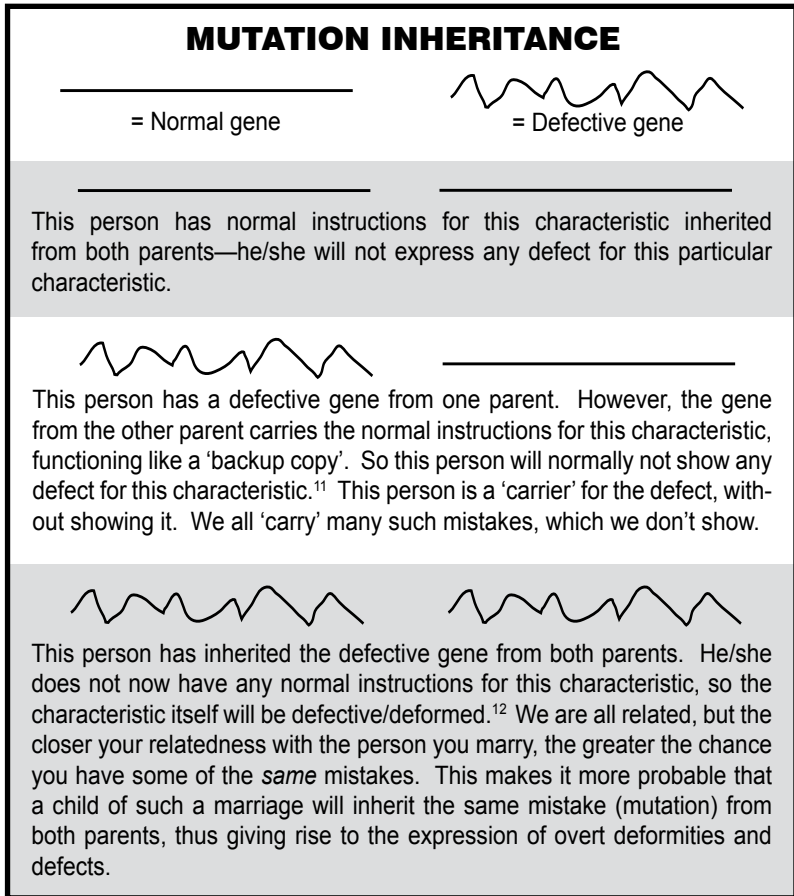 MUTATION INHERITANCE
= Normal gene
= Defective gene
This person has normal instructions for this characteristic inherited
from both parents—he/she will not express any defect for this particular
characteristic.
This person has a defective gene from one parent. However, the gene
from the other parent carries the normal instructions for this characteristic,
functioning like a ‘backup copy’. So this person will normally not show any
defect for this characteristic.¹¹ This person is a ‘carrier’ for the defect, with-
out showing it. We all ‘carry’ many such mistakes, which we don’t show.
This person has inherited the defective gene from both parents. He/she
does not now have any normal instructions for this characteristic, so the
characteristic itself will be defective/deformed.¹² We are all related, but the
closer your relatedness with the person you marry, the greater the chance
you have some of the same mistakes. This makes it more probable that
a child of such a marriage will inherit the same mistake (mutation) from
both parents, thus giving rise to the expression of overt deformities and
defects.